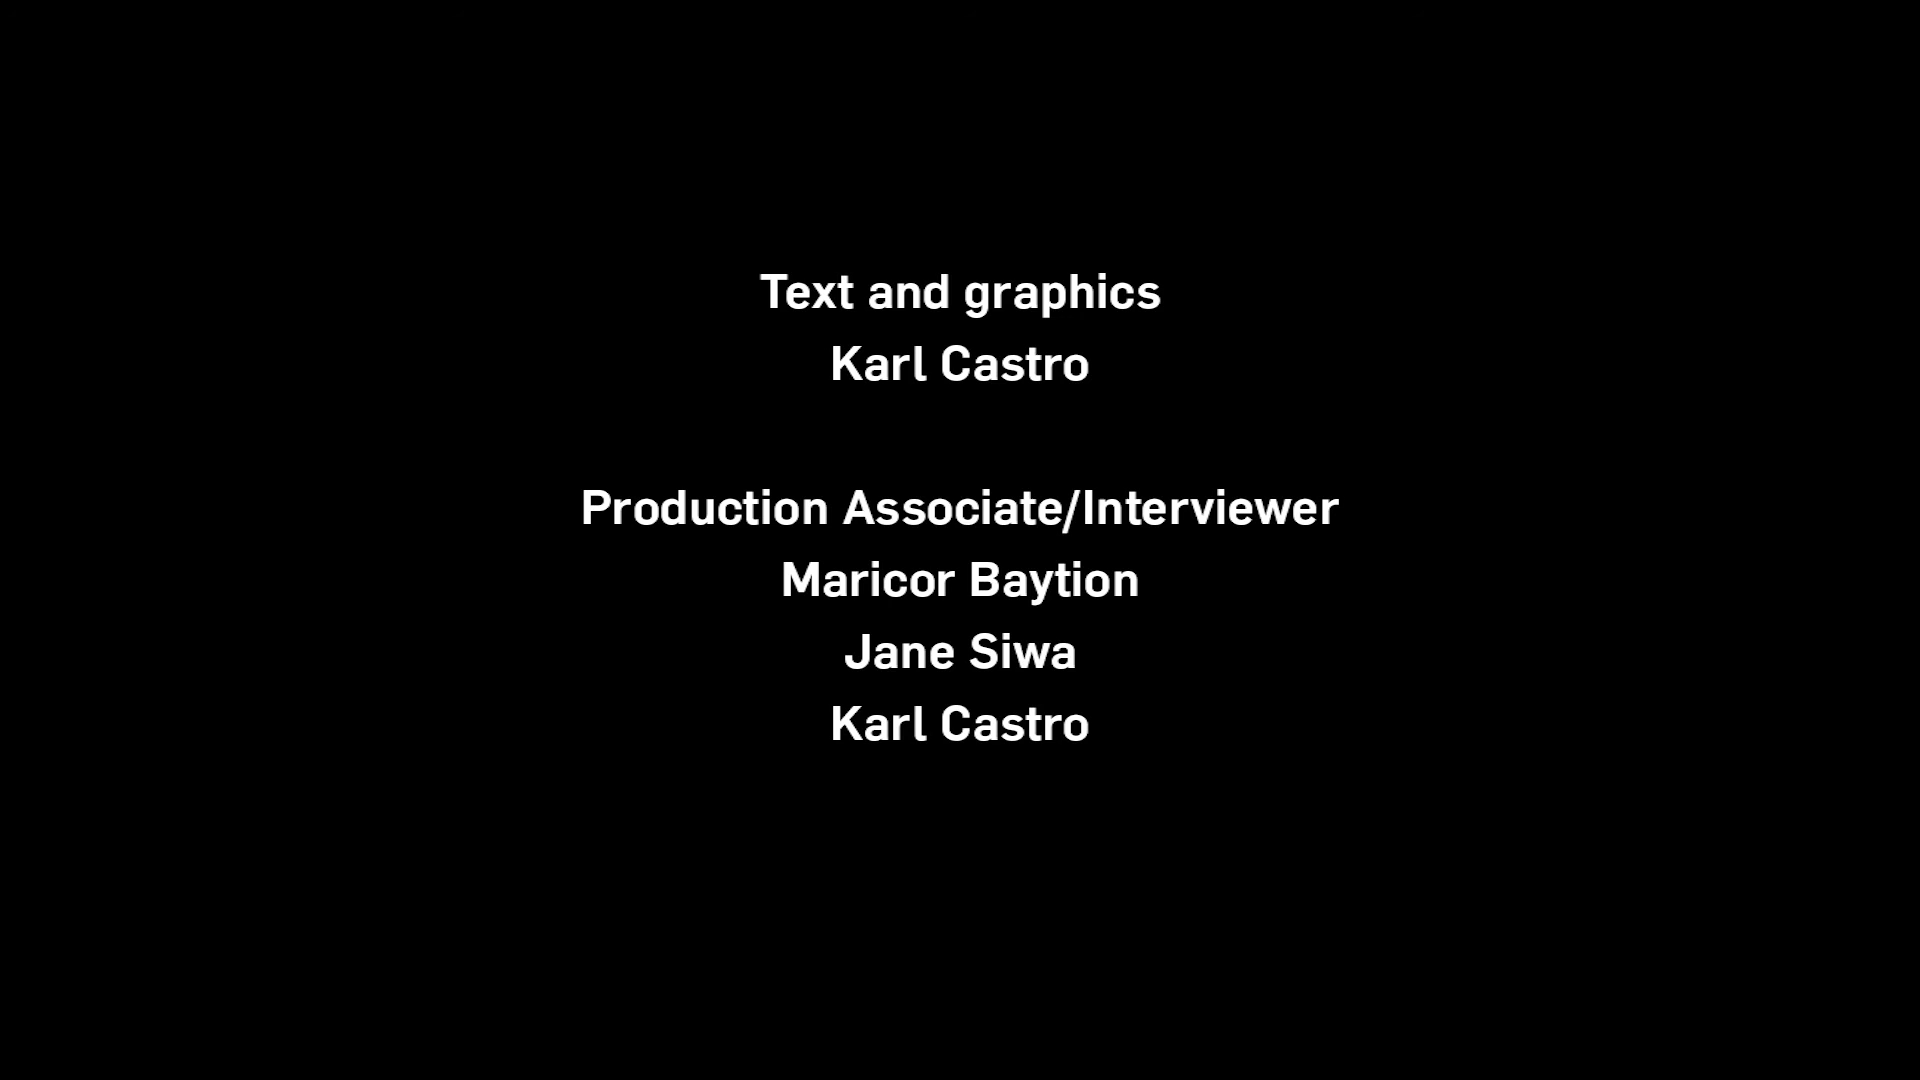 Text and graphics
Karl Castro
Production Associate/Interviewer
Maricor Baytion
Jane Siwa
Karl Castro